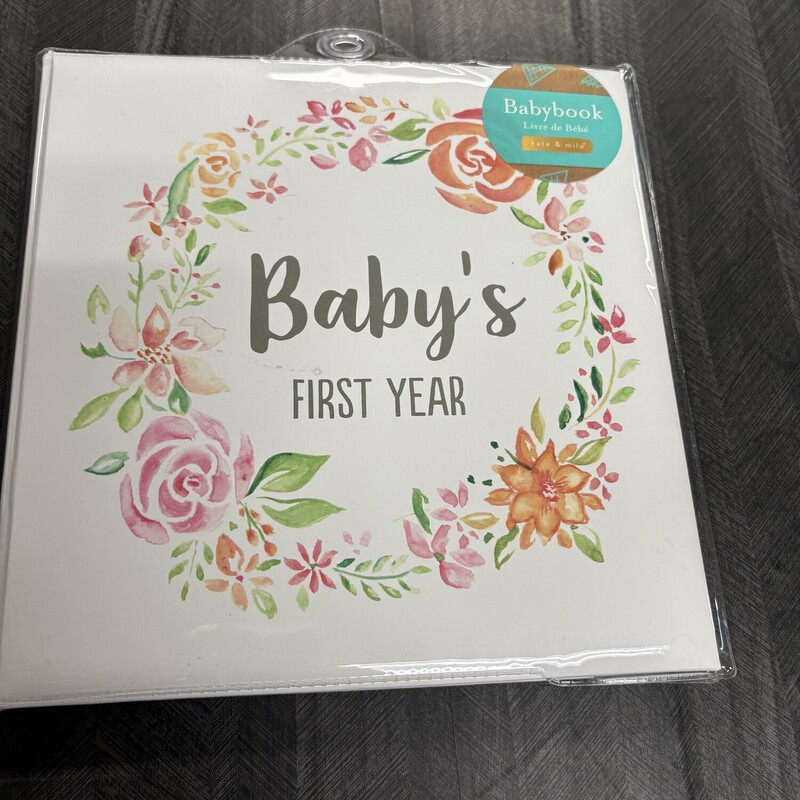 Babybook
Livre de Bébé
kate & milo
Baby's
FIRST YEAR